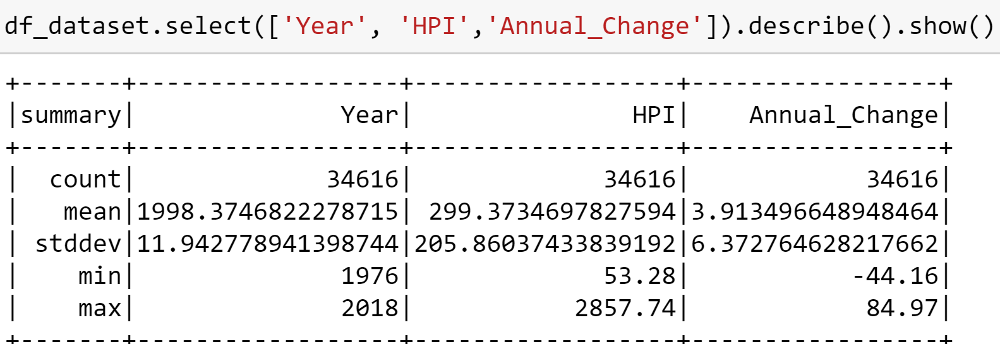 df_dataset.select(['Year', 'HPI','Annual_Change']).describe().show()
+-------+------------------+------------------+-----------------+
|summary|              Year|               HPI|    Annual_Change|
+-------+------------------+------------------+-----------------+
|  count|             34616|             34616|            34616|
|   mean|1998.3746822278715| 299.3734697827594|3.913496648948464|
| stddev|11.942778941398744|205.86037433839192|6.372764628217662|
|    min|              1976|             53.28|           -44.16|
|    max|              2018|           2857.74|            84.97|
+-------+------------------+------------------+-----------------+